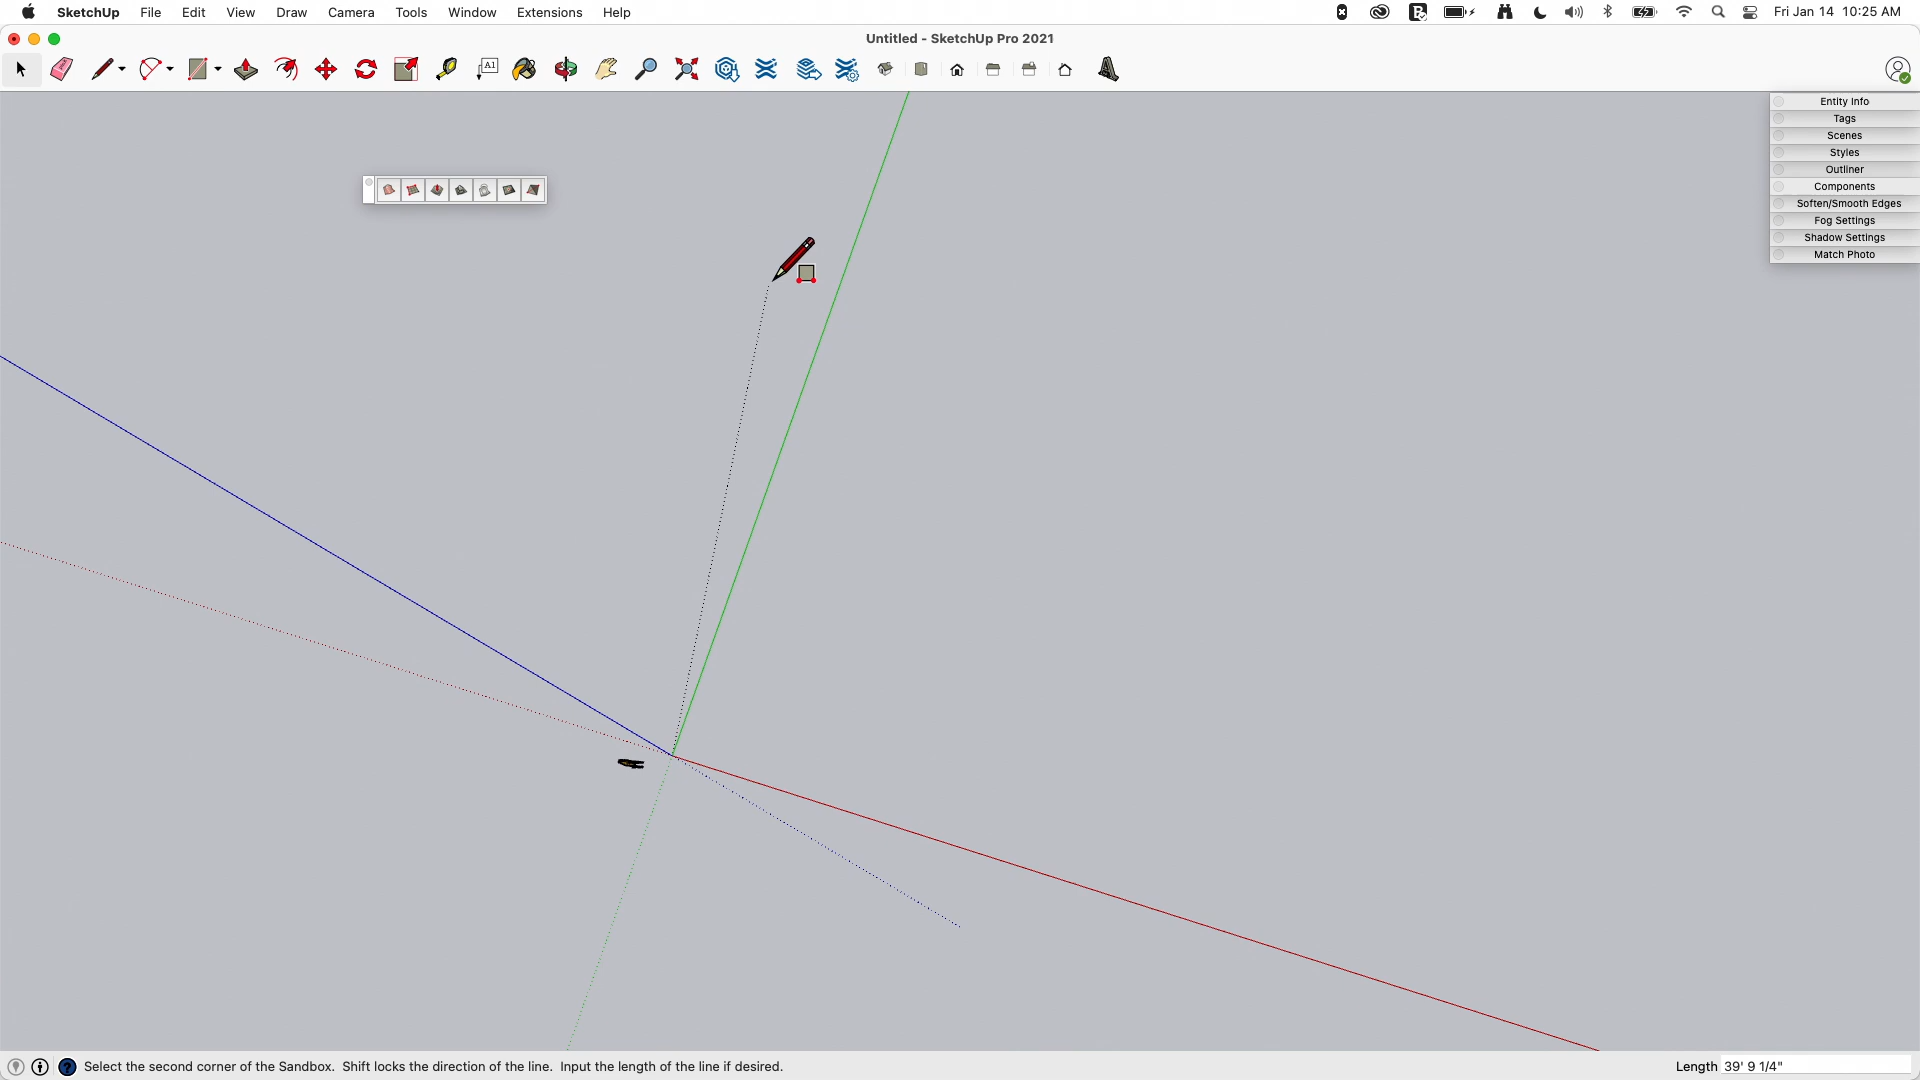 SketchUp File Edit View Draw Camera Tools Window Extensions Help Fri Jan 14 10:25 AM
Untitled - SketchUp Pro 2021
A1
Entity Info
Tags
Scenes
Styles
Outliner
Components
Soften/Smooth Edges
Fog Settings
Shadow Settings
Match Photo
Select the second corner of the Sandbox. Shift locks the direction of the line. Input the length of the line if desired. Length 39' 9 1/4"